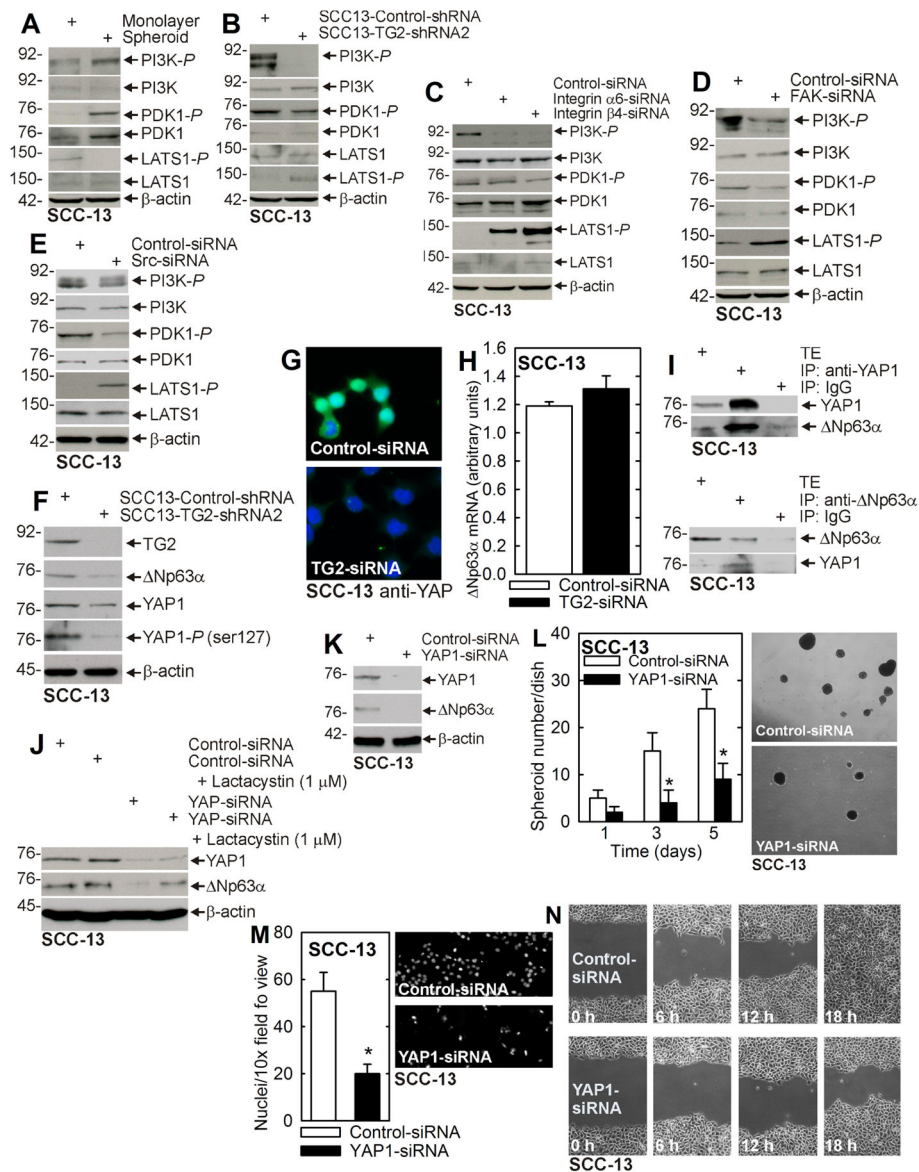 A
+
Monolayer
+
Spheroid
92-
PI3K-P
92-
PI3K
76-
PDK1-P
76-
PDK1
150-
LATS1-P
150-
LATS1
42-
β-actin
SCC-13
B
+
SCC13-Control-shRNA
+
SCC13-TG2-shRNA2
92-
PI3K-P
92-
PI3K
76-
PDK1-P
76-
PDK1
150-
LATS1
150-
LATS1-P
42-
β-actin
SCC-13
C
+
Control-siRNA
+
Integrin α6-siRNA
+
Integrin β4-siRNA
92-
PI3K-P
92-
PI3K
76-
PDK1-P
76-
PDK1
150-
LATS1-P
150-
LATS1
42-
β-actin
SCC-13
D
+
Control-siRNA
+
FAK-siRNA
92-
PI3K-P
92-
PI3K
76-
PDK1-P
76-
PDK1
150-
LATS1-P
150-
LATS1
42-
β-actin
SCC-13
E
Control-siRNA
+
Src-siRNA
+
92-
PI3K-P
92-
PI3K
76-
PDK1-P
76-
PDK1
150-
LATS1-P
150-
LATS1
42-
β-actin
SCC-13
F
+
SCC13-Control-shRNA
+
SCC13-TG2-shRNA2
92-
TG2
76-
ΔNp63α
76-
YAP1
76-
YAP1-P (ser127)
45-
β-actin
SCC-13
G
Control-siRNA
TG2-siRNA
SCC-13 anti-YAP
H
SCC-13
ΔNp63α mRNA (arbitrary units)
1.6
1.4
1.2
1.0
0.8
0.6
0.4
0.2
0.0
Control-siRNA
TG2-siRNA
I
+
TE
+
IP: anti-YAP1
+
IP: IgG
76-
YAP1
76-
ΔNp63α
SCC-13
+
TE
+
IP: anti-ΔNp63α
+
IP: IgG
76-
ΔNp63α
76-
YAP1
SCC-13
J
+
Control-siRNA
+
Control-siRNA
+ Lactacystin (1 μM)
+
YAP-siRNA
+
YAP-siRNA
+ Lactacystin (1 μM)
76-
YAP1
76-
ΔNp63α
45-
β-actin
SCC-13
K
+
Control-siRNA
+
YAP1-siRNA
76-
YAP1
76-
ΔNp63α
42-
β-actin
SCC-13
L
SCC-13
Control-siRNA
YAP1-siRNA
Spheroid number/dish
40
30
20
10
0
*
*
1
3
5
Time (days)
Control-siRNA
YAP1-siRNA
SCC-13
M
SCC-13
Nuclei/10x field fo view
80
60
40
20
0
*
Control-siRNA
YAP1-siRNA
Control-siRNA
YAP1-siRNA
SCC-13
N
Control-
siRNA
0 h
6 h
12 h
18 h
YAP1-
siRNA
0 h
6 h
12 h
18 h
SCC-13